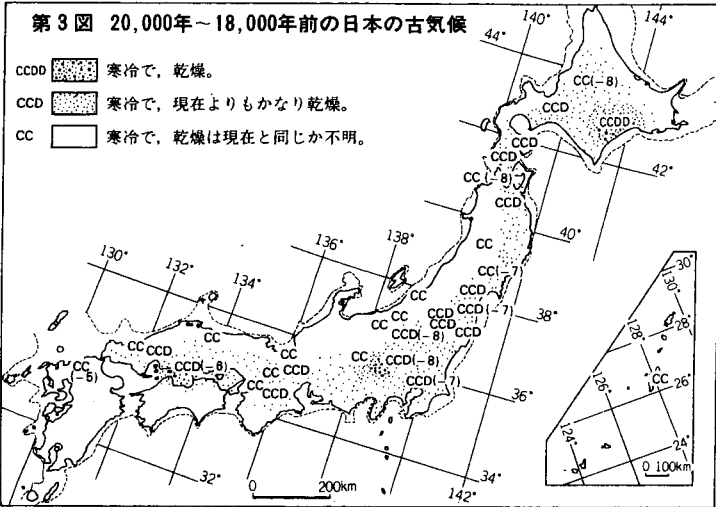 第3図 20,000年～18,000年前の日本の古気候
CCDD 寒冷で，乾燥。
CCD 寒冷で，現在よりもかなり乾燥。
CC 寒冷で，乾燥は現在と同じか不明。
140°
144°
44°
CC(-8)
CCD
CCDD
CCD
CCD
42°
CC(-8)
CCD
136°
138°
40°
130°
132°
134°
CC
CC(-7)
CC
CCD
38°
CC
CC
CCD
CCD(-7)
CCD
CCD
CCD(-8)
CC
CCD
CC
CC
CC
CCD(-8)
CCD(-6)
CC
(-6)
CC
CCD
CCD(-7)
CC
CCD
36°
32°
34°
142°
0 200km
30°
130°
28°
128°
CC
26°
126°
24°
124°
0 100km